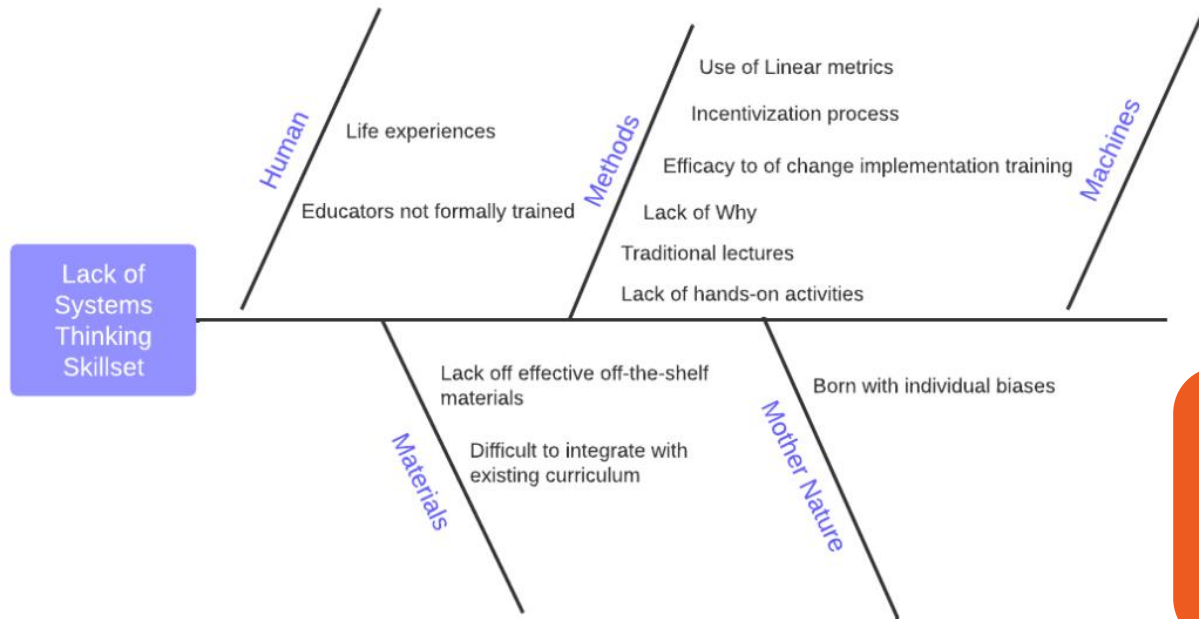 Human
Life experiences
Educators not formally trained
Methods
Use of Linear metrics
Incentivization process
Efficacy to of change implementation training
Lack of Why
Traditional lectures
Lack of hands-on activities
Machines
Lack of
Systems
Thinking
Skillset
Materials
Lack off effective off-the-shelf
materials
Difficult to integrate with
existing curriculum
Mother Nature
Born with individual biases